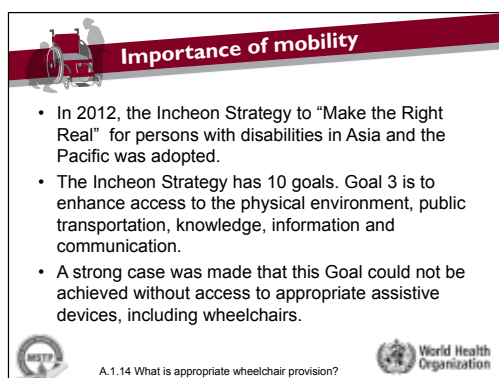 Importance of mobility
• In 2012, the Incheon Strategy to “Make the Right
Real”  for persons with disabilities in Asia and the
Pacific was adopted.
• The Incheon Strategy has 10 goals. Goal 3 is to
enhance access to the physical environment, public
transportation, knowledge, information and
communication.
• A strong case was made that this Goal could not be
achieved without access to appropriate assistive
devices, including wheelchairs.
WSTP
A.1.14 What is appropriate wheelchair provision?
World Health
Organization